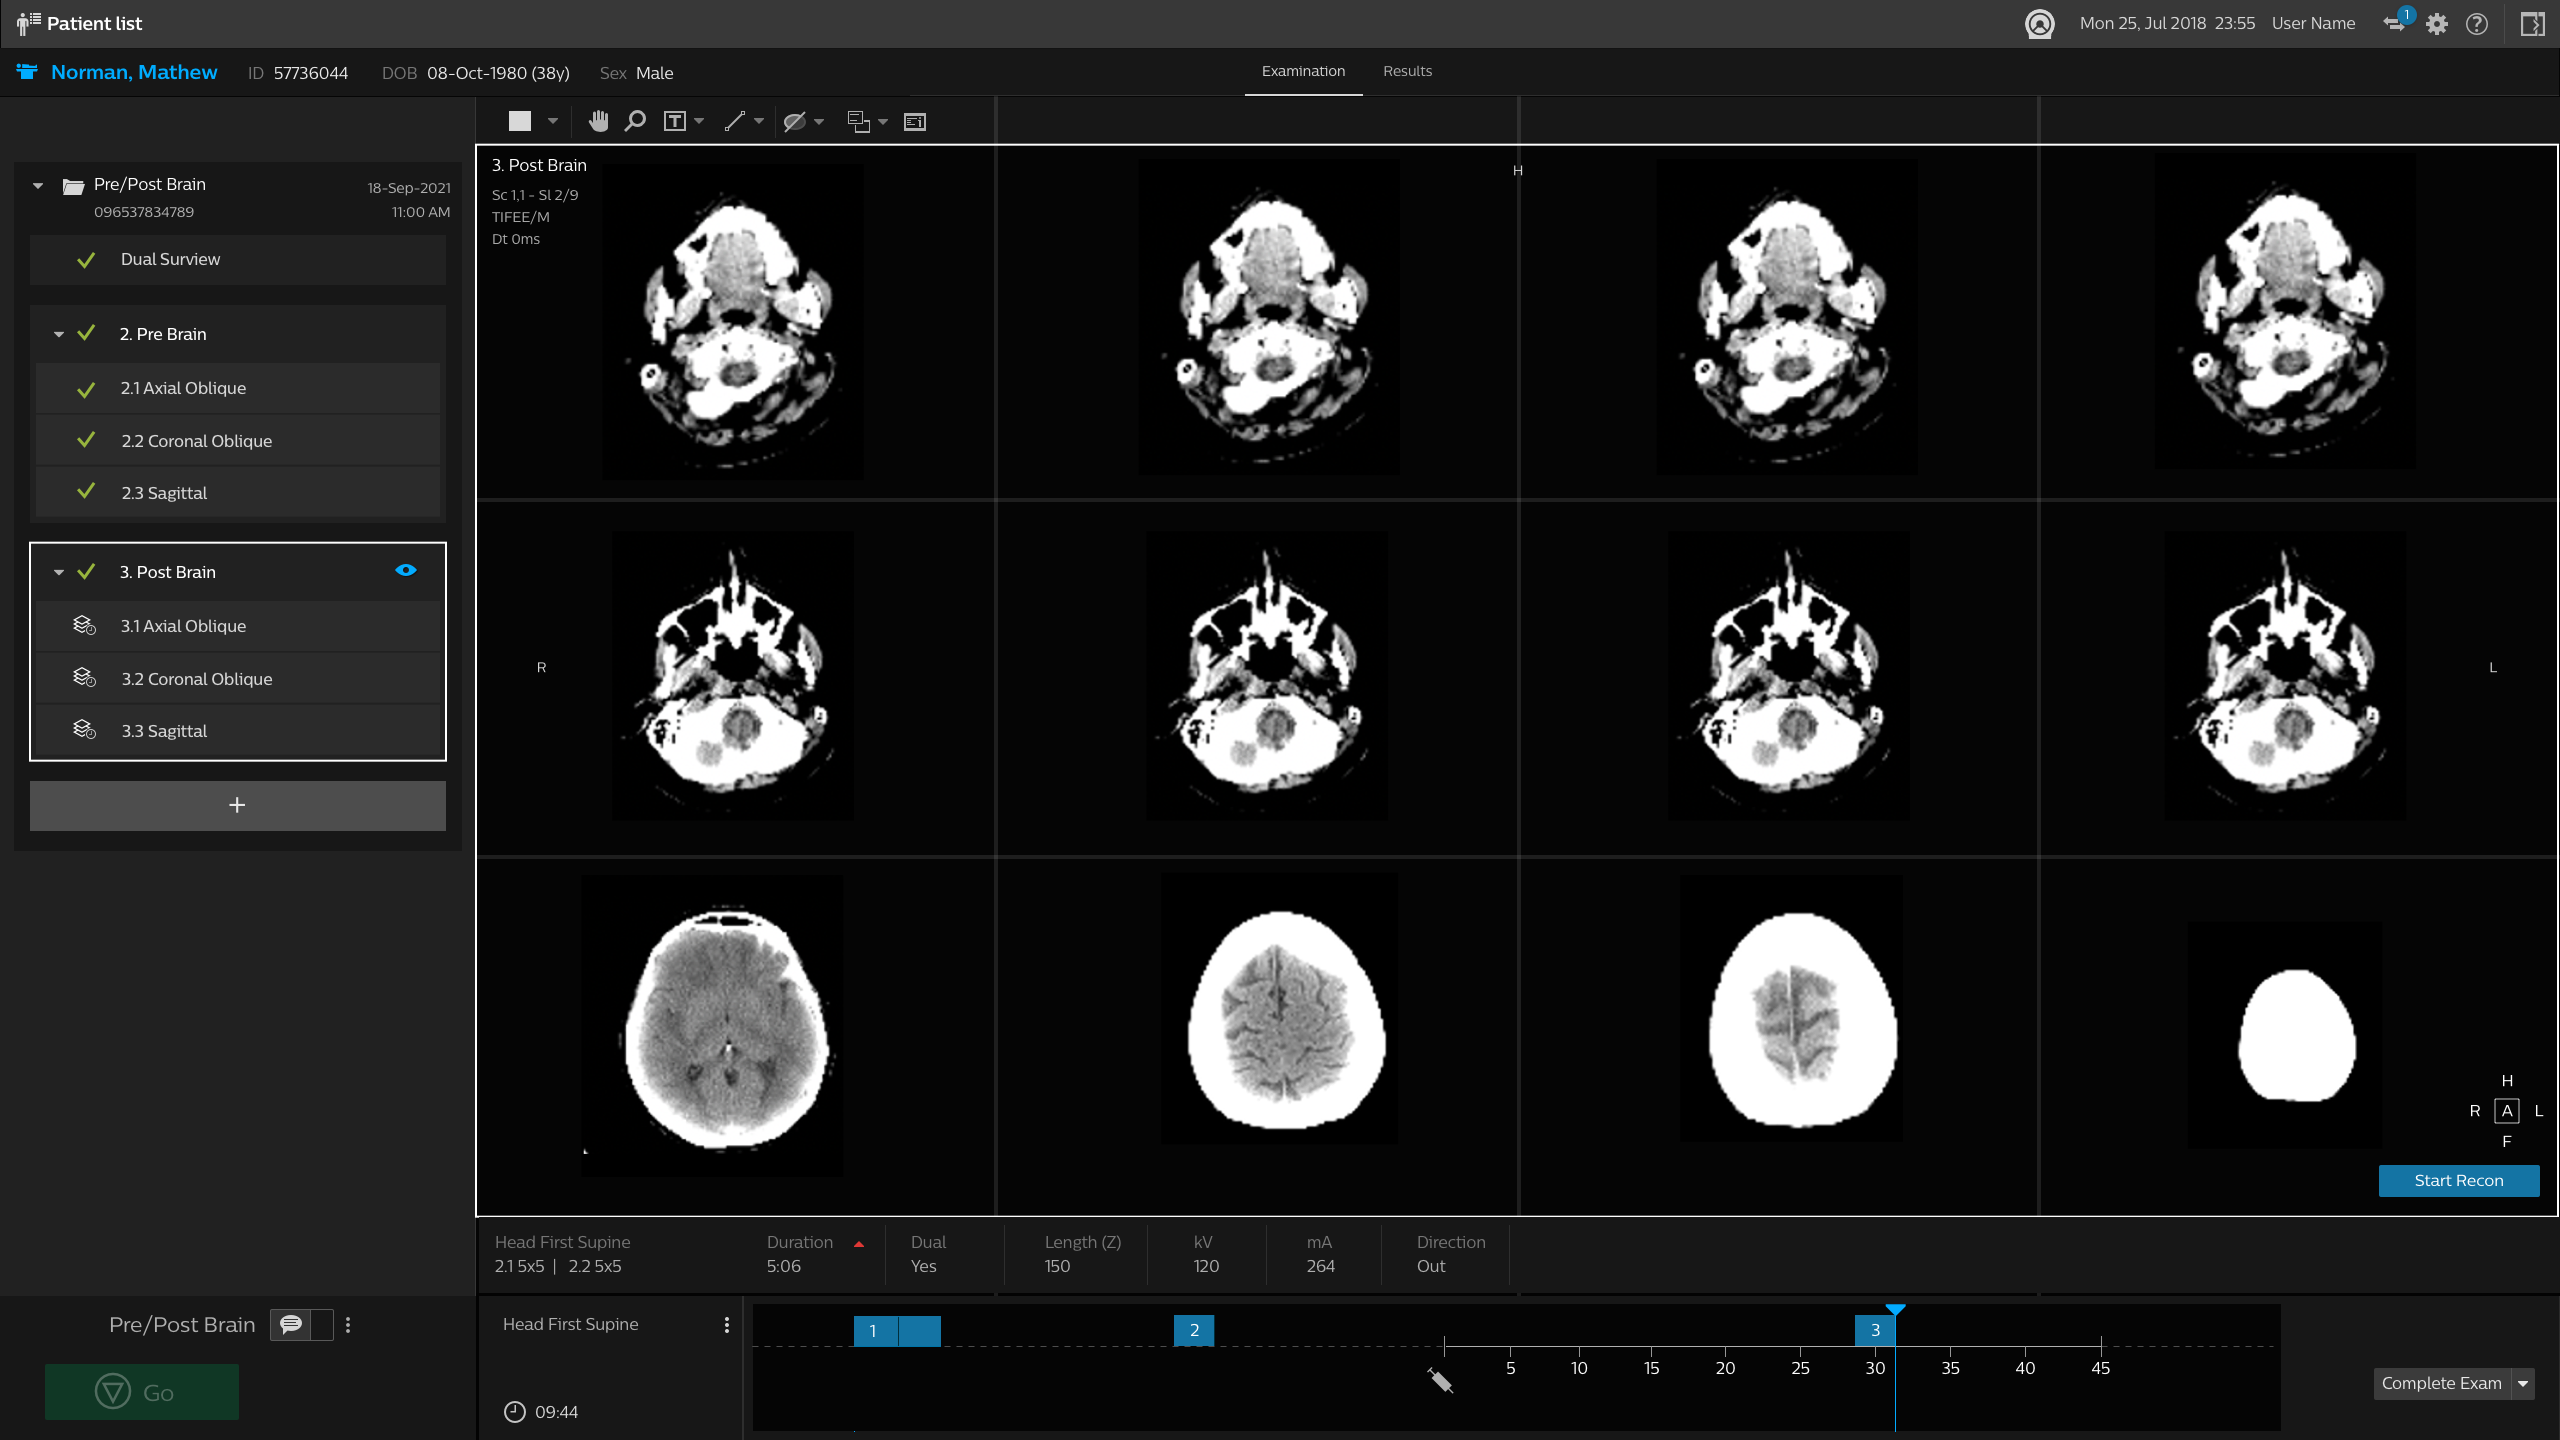 Patient list
Mon 25, Jul 2018 23:55 User Name 1
Norman, Mathew ID 57736044 DOB 08-Oct-1980 (38y) Sex Male
Examination Results
Pre/Post Brain 18-Sep-2021
096537834789 11:00 AM
Dual Surview
2. Pre Brain
2.1 Axial Oblique
2.2 Coronal Oblique
2.3 Sagittal
3. Post Brain
3.1 Axial Oblique
3.2 Coronal Oblique
3.3 Sagittal
+
T
3. Post Brain
Sc 1,1 - Sl 2/9
TIFEE/M
Dt 0ms
H
R
L
H
R A L
F
Start Recon
Head First Supine
2.1 5x5 | 2.2 5x5
Duration
5:06
Dual
Yes
Length (Z)
150
kV
120
mA
264
Direction
Out
Pre/Post Brain
Go
Head First Supine
09:44
1 2 3
5 10 15 20 25 30 35 40 45
Complete Exam